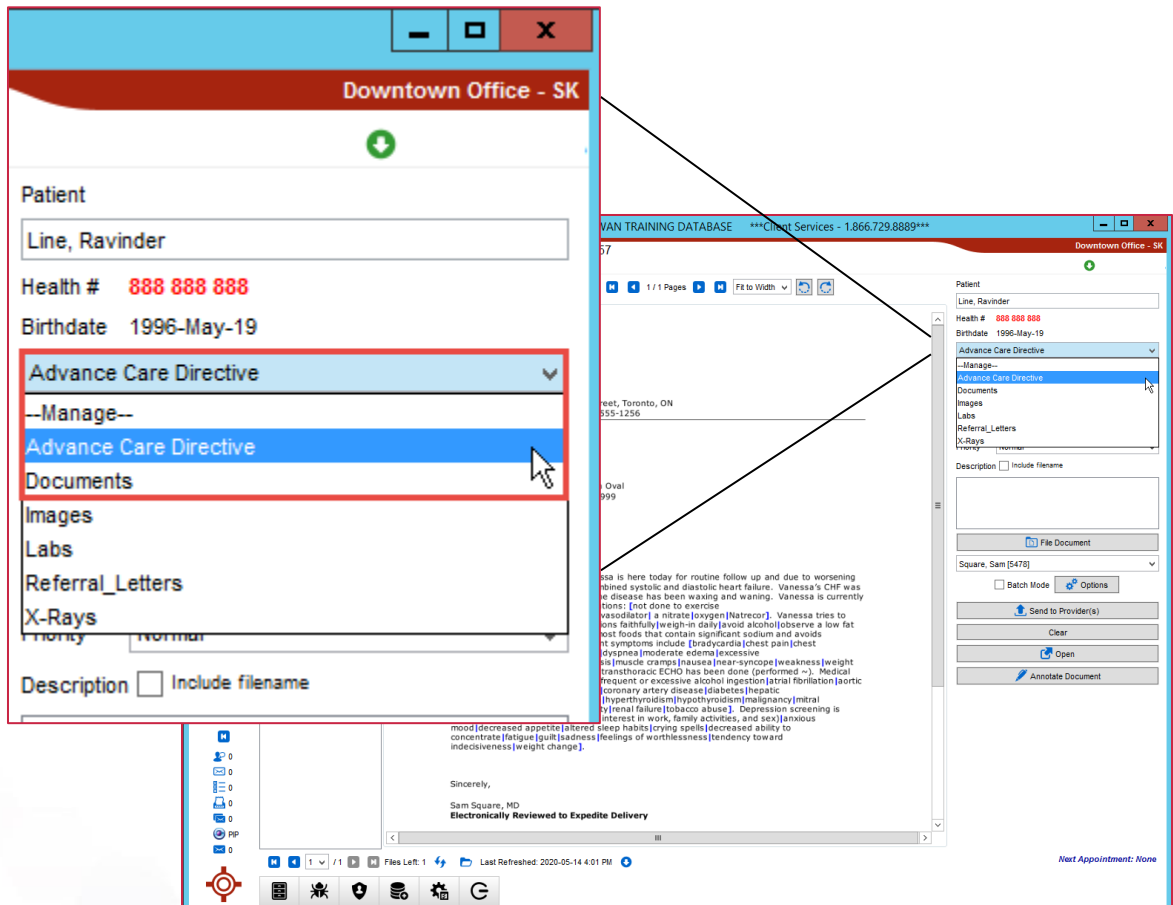 Downtown Office - SK
Patient
Line, Ravinder
Health # 888 888 888
Birthdate 1996-May-19
Advance Care Directive
--Manage--
Advance Care Directive
Documents
Images
Labs
Referral_Letters
X-Rays
Normal
Description Include filename
WAN TRAINING DATABASE ***Client Services - 1.866.729.8889***
Downtown Office - SK
57
1 / 1 Pages Fit to Width
Patient
Line, Ravinder
Health # 888 888 888
Birthdate 1996-May-19
Advance Care Directive
--Manage--
Advance Care Directive
Documents
Images
Labs
Referral_Letters
X-Rays
Normal
Description Include filename
File Document
Square, Sam [5478]
Batch Mode Options
Send to Provider(s)
Clear
Open
Annotate Document
reet, Toronto, ON
555-1256
Oval
999
ssa is here today for routine follow up and due to worsening
mbined systolic and diastolic heart failure. Vanessa's CHF was
e disease has been waxing and waning. Vanessa is currently
tions: [not done to exercise
vasodilator| a nitrate|oxygen|Natrecor]. Vanessa tries to
ons faithfully|weigh-in daily|avoid alcohol|observe a low fat
ost foods that contain significant sodium and avoids
nt symptoms include [bradycardia|chest pain|chest
|dyspnea|moderate edema|excessive
sis|muscle cramps|nausea|near-syncope|weakness|weight
transthoracic ECHO has been done (performed ~). Medical
frequent or excessive alcohol ingestion|atrial fibrillation|aortic
|coronary artery disease|diabetes|hepatic
|hyperthyroidism|hypothyroidism|malignancy|mitral
ty|renal failure|tobacco abuse]. Depression screening is
interest in work, family activities, and sex)|anxious
mood|decreased appetite|altered sleep habits|crying spells|decreased ability to
concentrate|fatigue|guilt|sadness|feelings of worthlessness|tendency toward
indecisiveness|weight change].
Sincerely,
Sam Square, MD
Electronically Reviewed to Expedite Delivery
0
0
0
0
0
PIP
0
1 / 1 Files Left: 1 Last Refreshed: 2020-05-14 4:01 PM
Next Appointment: None